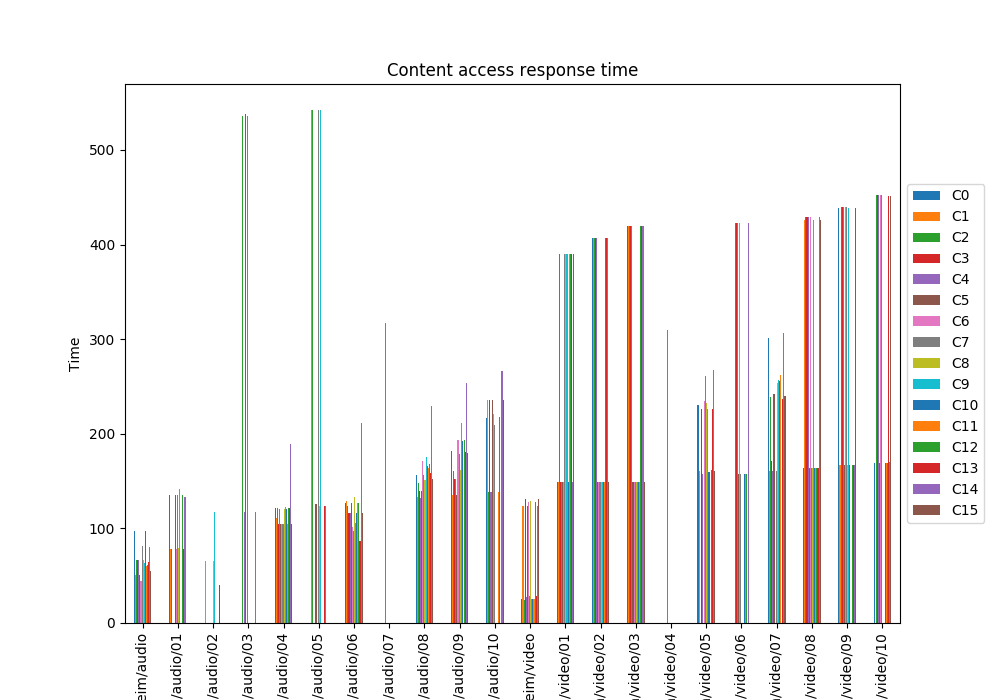 Content access response time
Time
500
400
300
200
100
0
eim/audio
/audio/01
/audio/02
/audio/03
/audio/04
/audio/05
/audio/06
/audio/07
/audio/08
/audio/09
/audio/10
eim/video
/video/01
/video/02
/video/03
/video/04
/video/05
/video/06
/video/07
/video/08
/video/09
/video/10
C0
C1
C2
C3
C4
C5
C6
C7
C8
C9
C10
C11
C12
C13
C14
C15